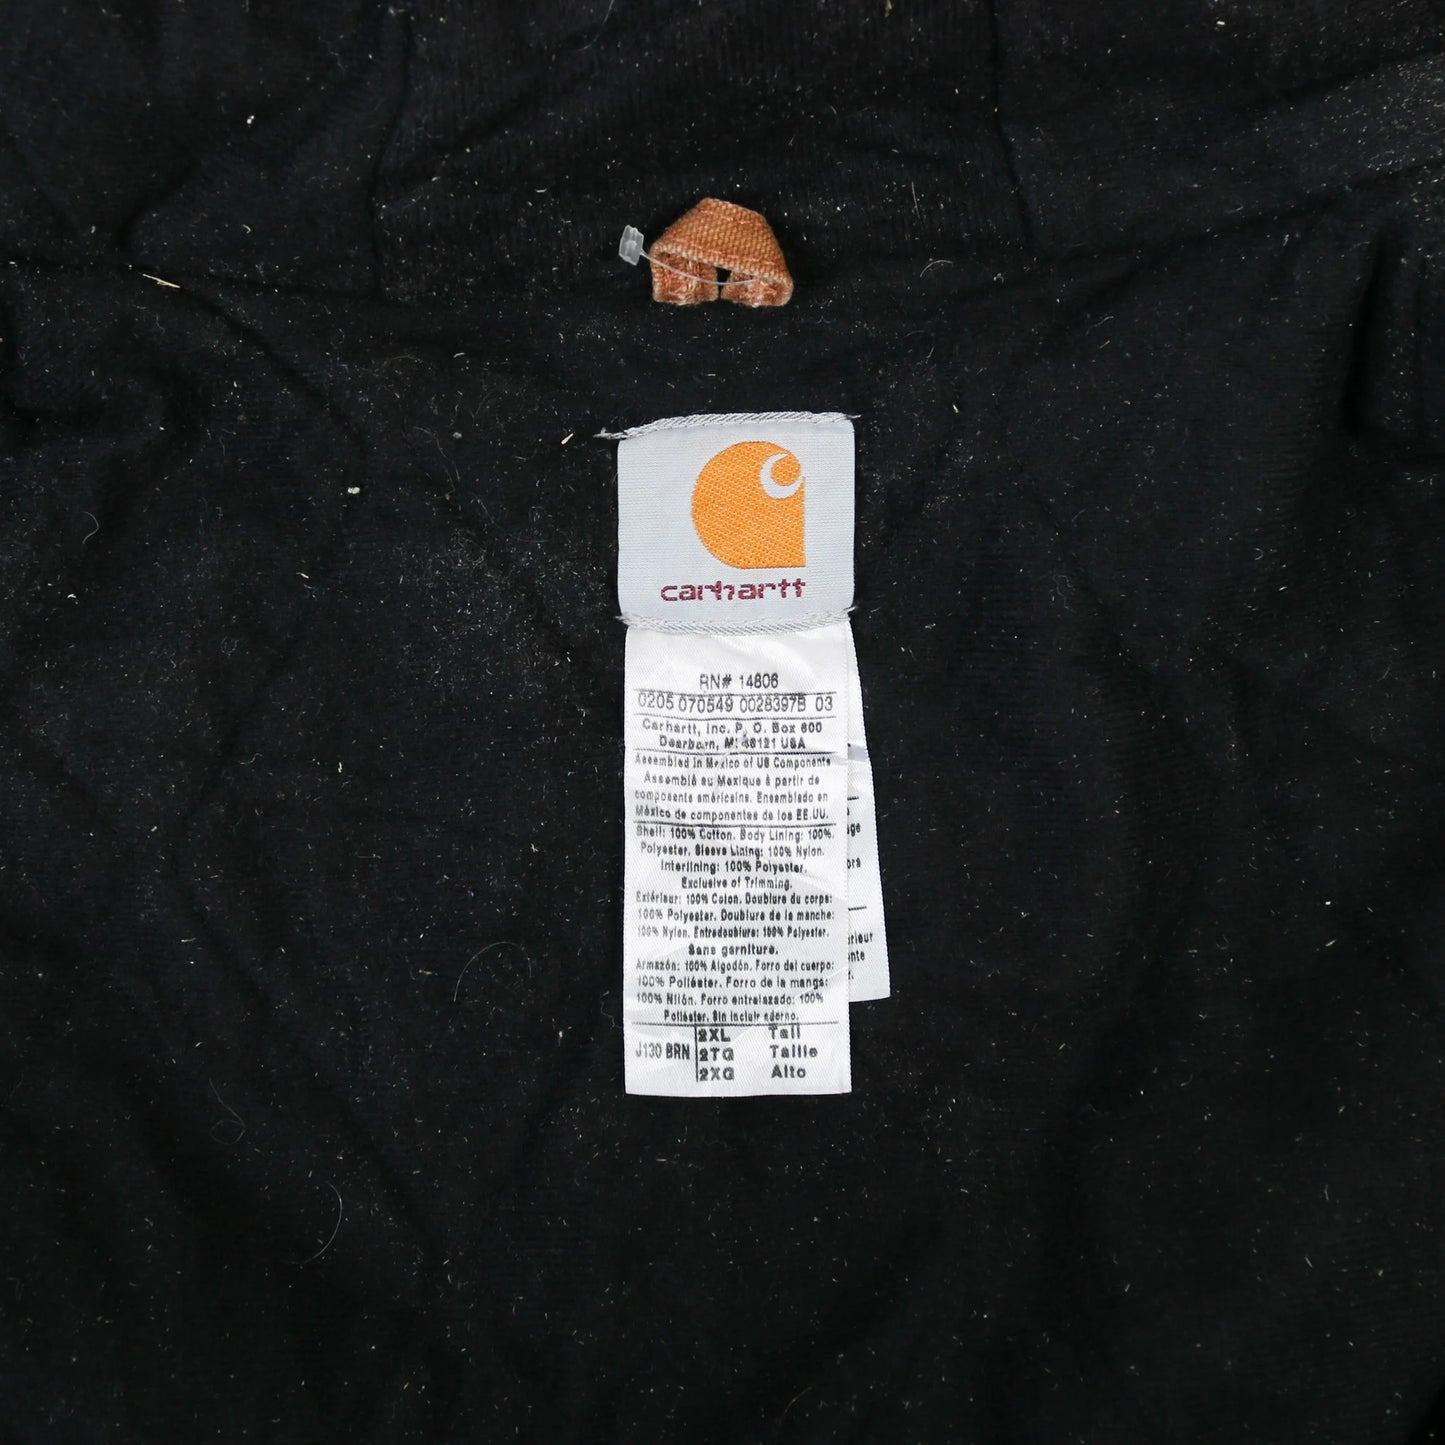 carhartt
RN# 14806
0205 070549 0028397B 03
Carhartt, Inc. P. O. Box 600
Dearborn, MI 48121 USA
Assembled in Mexico of US Components
Assemblé au Mexique à partir de
composants américains. Ensamblado en
México de componentes de los EE.UU.
Shell: 100% Cotton. Body Lining: 100%
Polyester. Sleeve Lining: 100% Nylon.
Interlining: 100% Polyester.
Exclusive of Trimming.
Extérieur: 100% Coton. Doublure du corps:
100% Polyester. Doublure de la manche:
100% Nylon. Entredoublure: 100% Polyester.
Sans garniture.
Armazón: 100% Algodón. Forro del cuerpo:
100% Poliéster. Forro de la manga:
100% Nilón. Forro entrelazado: 100%
Poliéster. Sin incluir adorno.
J130 BRN
2XL Tall
2TG Taille
2XG Alto